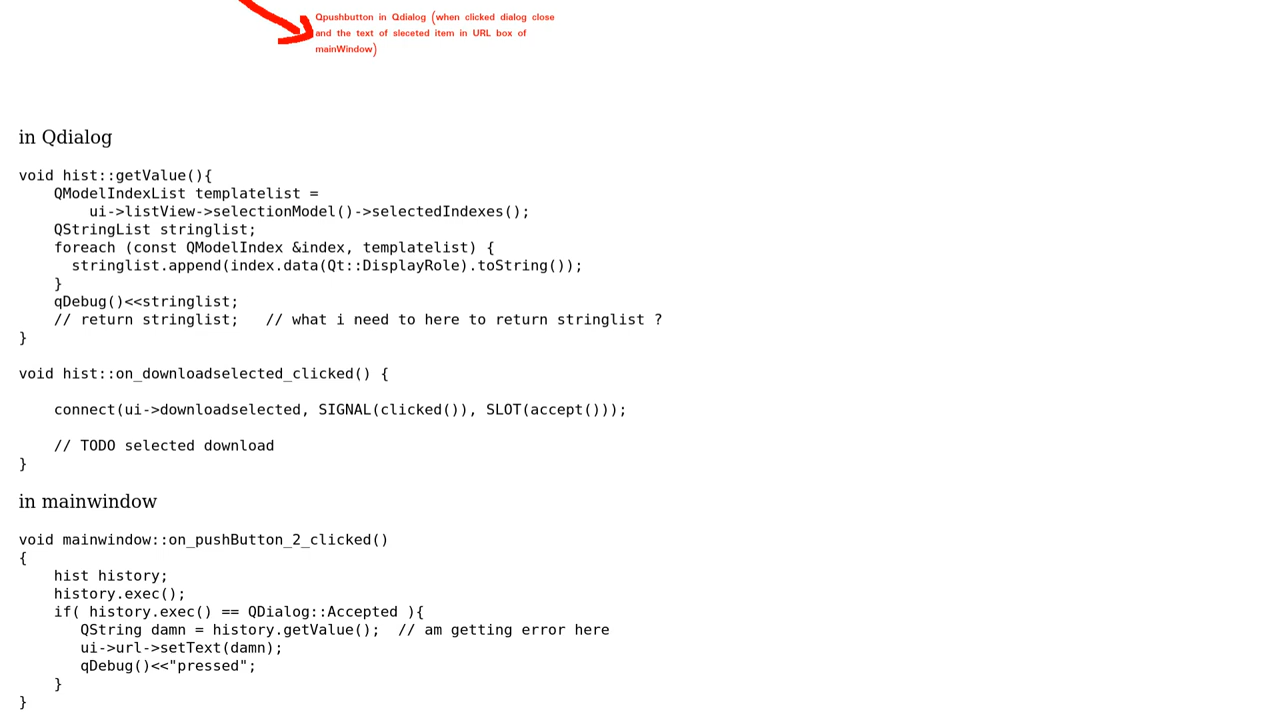 Qpushbutton in Qdialog (when clicked dialog close
and the text of sleceted item in URL box of
mainWindow)
in Qdialog
void hist::getValue(){
    QModelIndexList templatelist =
        ui->listView->selectionModel()->selectedIndexes();
    QStringList stringlist;
    foreach (const QModelIndex &index, templatelist) {
      stringlist.append(index.data(Qt::DisplayRole).toString());
    }
    qDebug()<<stringlist;
    // return stringlist;   // what i need to here to return stringlist ?
}
void hist::on_downloadselected_clicked() {
    connect(ui->downloadselected, SIGNAL(clicked()), SLOT(accept()));
    // TODO selected download
}
in mainwindow
void mainwindow::on_pushButton_2_clicked()
{
    hist history;
    history.exec();
    if( history.exec() == QDialog::Accepted ){
       QString damn = history.getValue();  // am getting error here
       ui->url->setText(damn);
       qDebug()<<"pressed";
    }
}